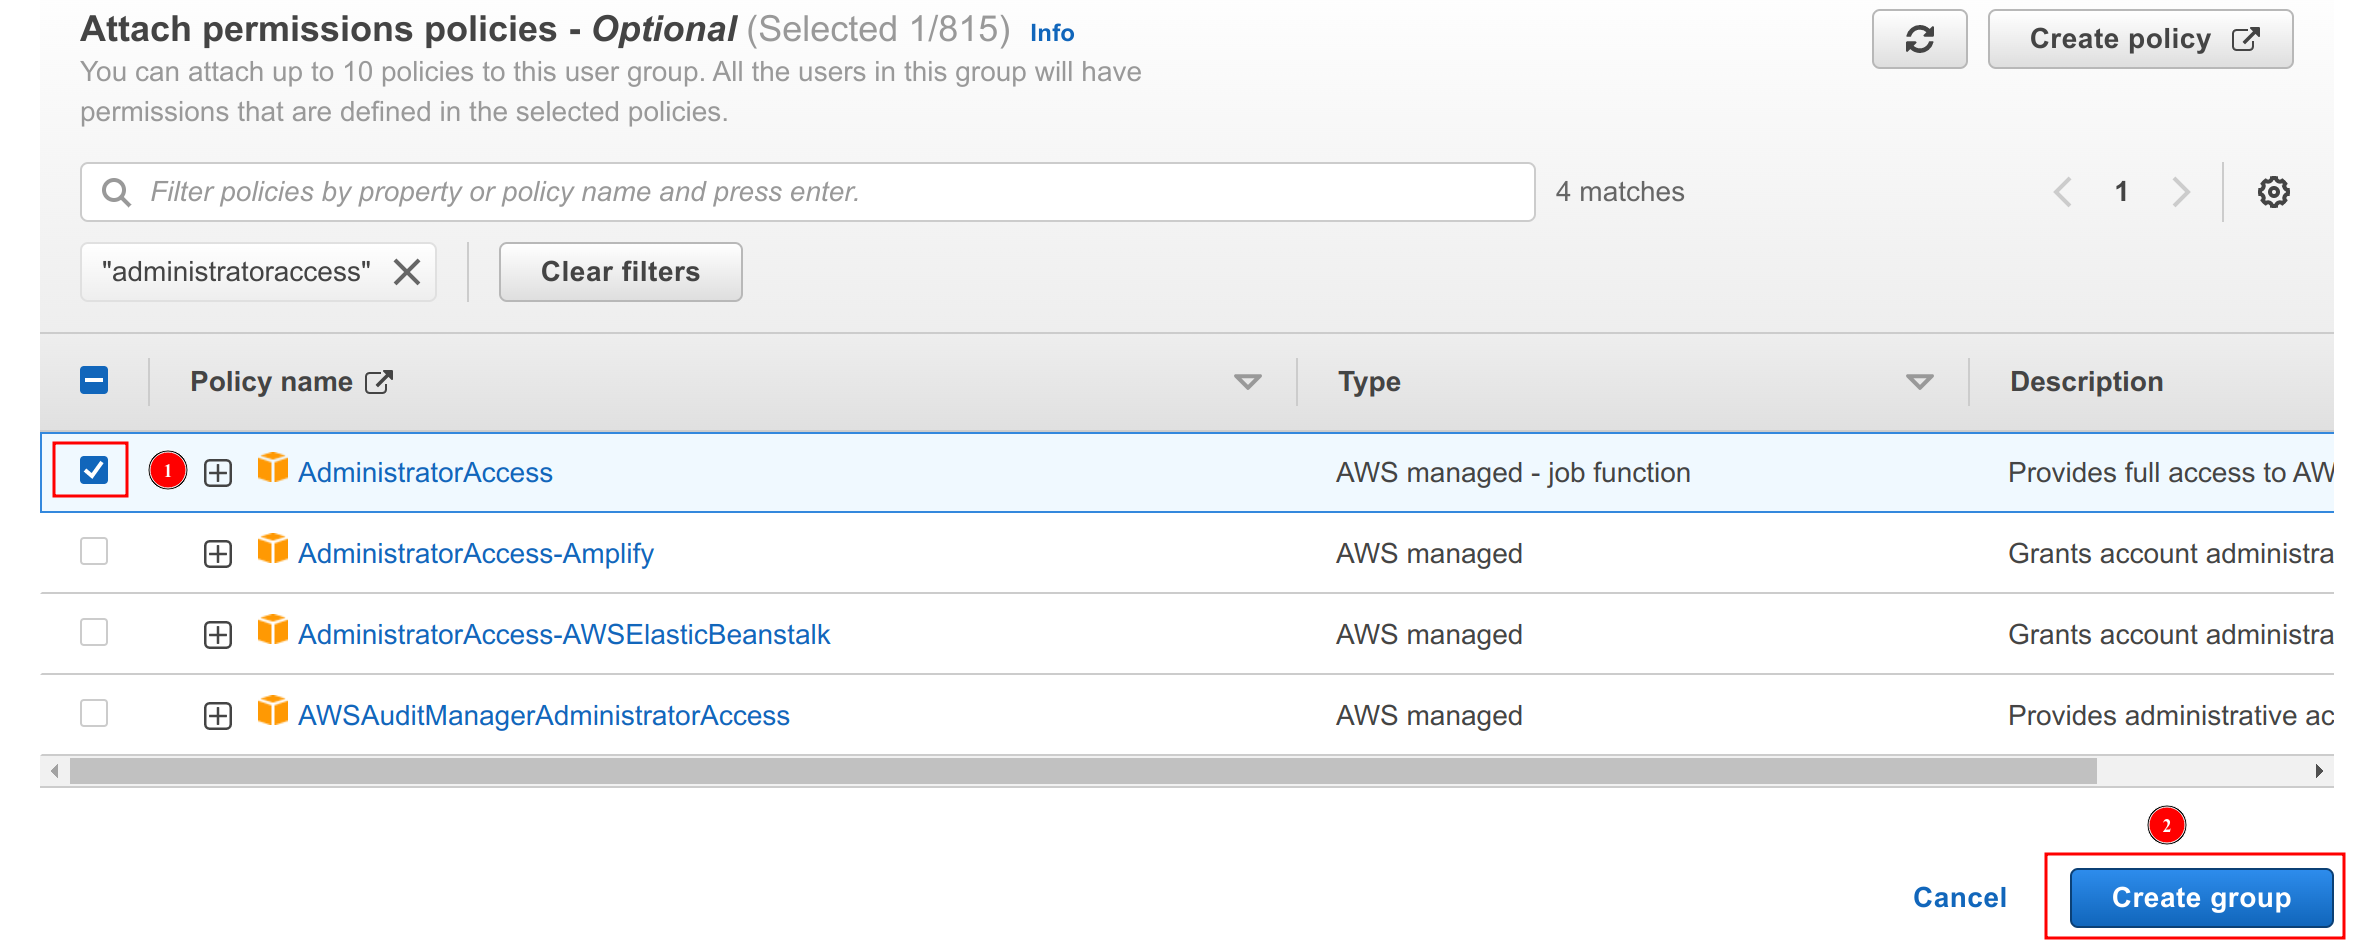 Attach permissions policies - Optional (Selected 1/815) Info
Create policy
You can attach up to 10 policies to this user group. All the users in this group will have
permissions that are defined in the selected policies.
Filter policies by property or policy name and press enter.
4 matches
1
"administratoraccess"
Clear filters
Policy name
Type
Description
1
AdministratorAccess
AWS managed - job function
Provides full access to AW
AdministratorAccess-Amplify
AWS managed
Grants account administra
AdministratorAccess-AWSElasticBeanstalk
AWS managed
Grants account administra
AWSAuditManagerAdministratorAccess
AWS managed
Provides administrative ac
2
Cancel
Create group